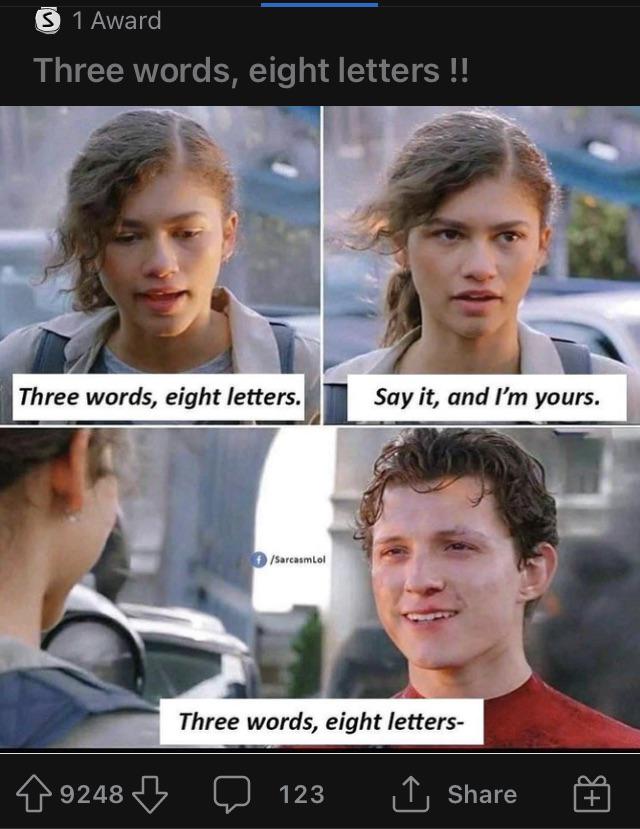 1 Award
Three words, eight letters !!
Three words, eight letters.
Say it, and I'm yours.
f /SarcasmLol
Three words, eight letters-
9248
123
Share